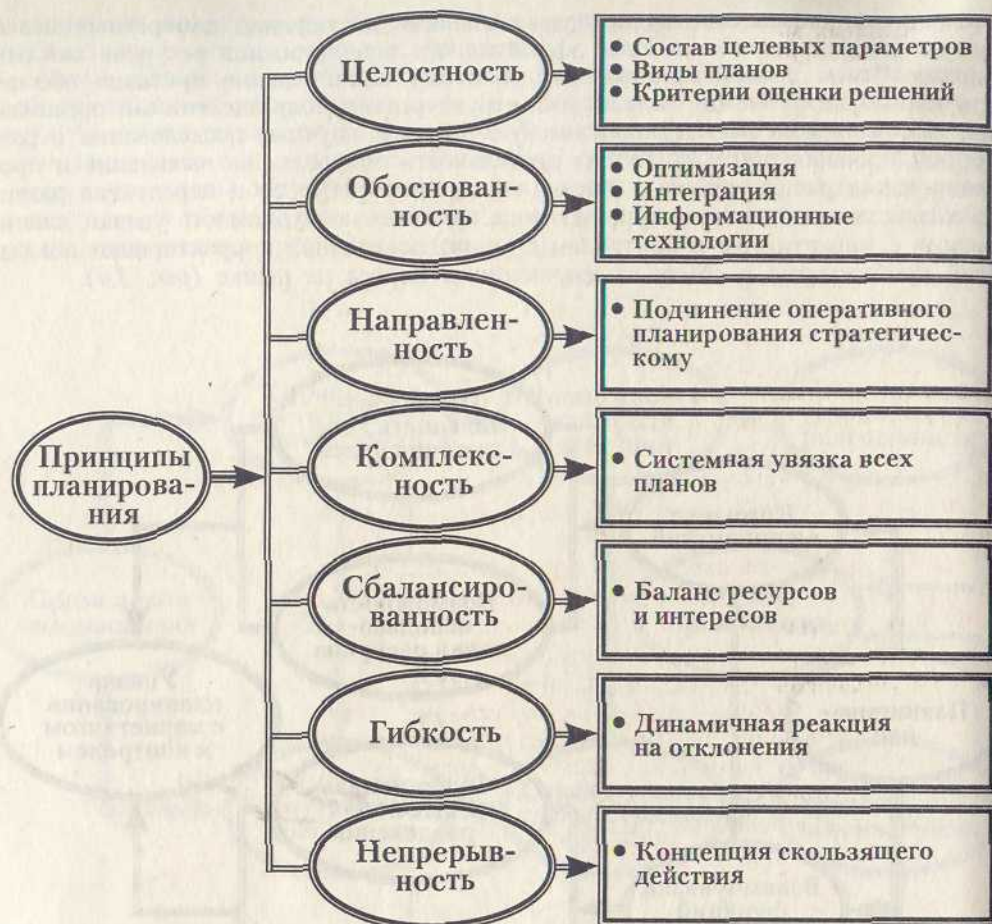 Целостность
• Состав целевых параметров
• Виды планов
• Критерии оценки решений
Обоснован-
ность
• Оптимизация
• Интеграция
• Информационные
технологии
Направлен-
ность
• Подчинение оперативного
планирования стратегичес-
кому
Принципы
планирова-
ния
Комплекс-
ность
• Системная увязка всех
планов
Сбалансиро-
ванность
• Баланс ресурсов
и интересов
Гибкость
• Динамичная реакция
на отклонения
Непрерыв-
ность
• Концепция скользящего
действия